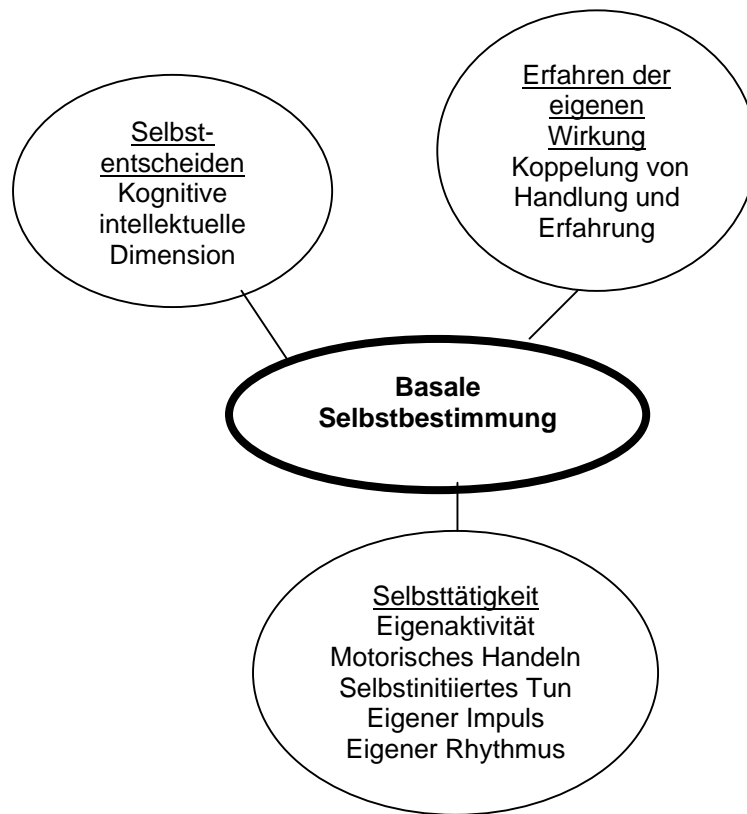 Selbst-
entscheiden
Kognitive
intellektuelle
Dimension
Erfahren der
eigenen
Wirkung
Koppelung von
Handlung und
Erfahrung
Basale
Selbstbestimmung
Selbsttätigkeit
Eigenaktivität
Motorisches Handeln
Selbstinitiiertes Tun
Eigener Impuls
Eigener Rhythmus